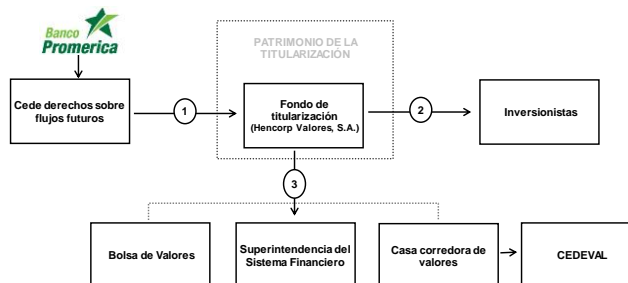 Banco
Promerica
PATRIMONIO DE LA
TITULARIZACIÓN
Cede derechos sobre
flujos futuros
1
Fondo de
titularización
(Hencorp Valores, S.A.)
2
Inversionistas
3
Bolsa de Valores
Superintendencia del
Sistema Financiero
Casa corredora de
valores
CEDEVAL